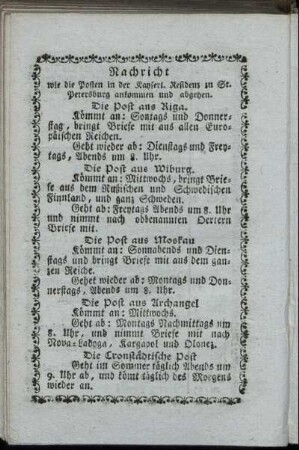 Nachricht
wie die Posten in der Kayserl. Residenz zu St.
Petersburg ankommen und abgehen.
Die Post aus Riga.
Kömmt an: Sontags und Donner-
stag, bringt Briefe mit aus allen Euro-
päischen Reichen.
Geht wieder ab: Dienstags und Frey-
tags, Abends um 8. Uhr.
Die Post aus Wiburg.
Kömmt an: Mittwochs, bringt Brie-
fe aus dem Rußischen und Schwedischen
Finnland, und ganz Schweden.
Geht ab: Freytags Abends um 8. Uhr
und nimmt nach obbenannten Oertern
Briefe mit.
Die Post aus Moskau
Kömmt an: Sonnabends und Dien-
stags und bringt Briefe mit aus dem gan-
zen Reiche.
Gehet wieder ab: Montags und Don-
nerstags, Abends um 8. Uhr.
Die Post aus Archangel
Kömmt an: Mittwochs.
Geht ab: Montags Nachmittags um
8. Uhr, und nimmt Briefe mit nach
Nova-Ladoga, Kargapol und Olonez.
Die Cronstädtische Post
Geht im Sommer täglich Abends um
9. Uhr ab, und kömt täglich des Morgens
wieder an.